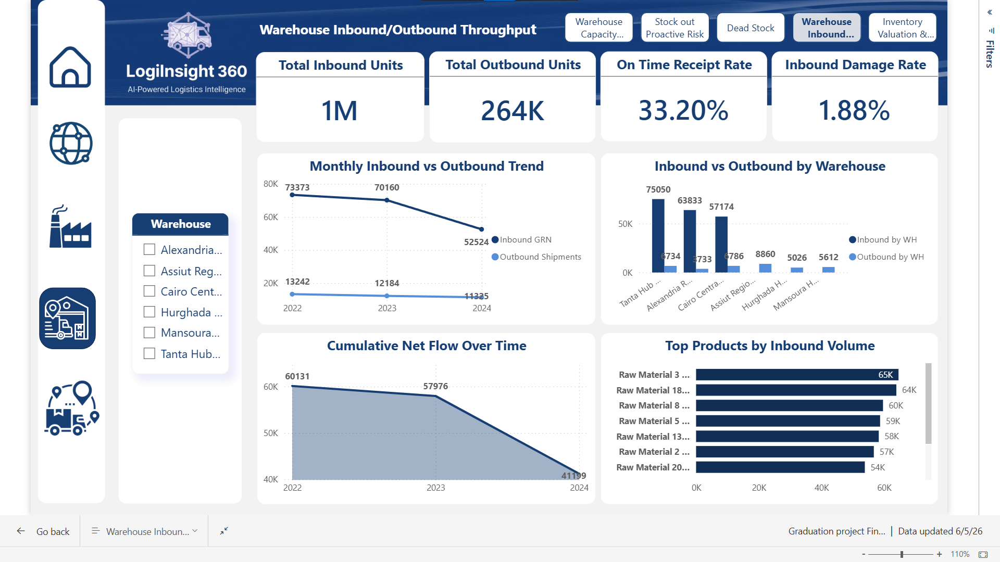 LogiInsight 360
AI-Powered Logistics Intelligence
Warehouse Inbound/Outbound Throughput
Warehouse
Capacity...
Stock out
Proactive Risk
Dead Stock
Warehouse
Inbound...
Inventory
Valuation &...
Filters
Total Inbound Units
1M
Total Outbound Units
264K
On Time Receipt Rate
33.20%
Inbound Damage Rate
1.88%
Warehouse
Alexandria...
Assiut Reg...
Cairo Cent...
Hurghada ...
Mansoura...
Tanta Hub...
Monthly Inbound vs Outbound Trend
80K
60K
40K
20K
73373
70160
52524
13242
12184
11325
2022
2023
2024
Inbound GRN
Outbound Shipments
Inbound vs Outbound by Warehouse
50K
0K
75050
63833
57174
6734
3733
6786
8860
5026
5612
Tanta Hub ...
Alexandria R...
Cairo Centra...
Assiut Regio...
Hurghada H...
Mansoura H...
Inbound by WH
Outbound by WH
Cumulative Net Flow Over Time
60K
50K
40K
60131
57976
41199
2022
2023
2024
Top Products by Inbound Volume
Raw Material 3 ... 65K
Raw Material 18... 64K
Raw Material 8 ... 60K
Raw Material 5 ... 59K
Raw Material 13... 58K
Raw Material 2 ... 57K
Raw Material 20... 54K
0K 20K 40K 60K
Go back
Warehouse Inboun...
Graduation project Fin... | Data updated 6/5/26
- + 110%